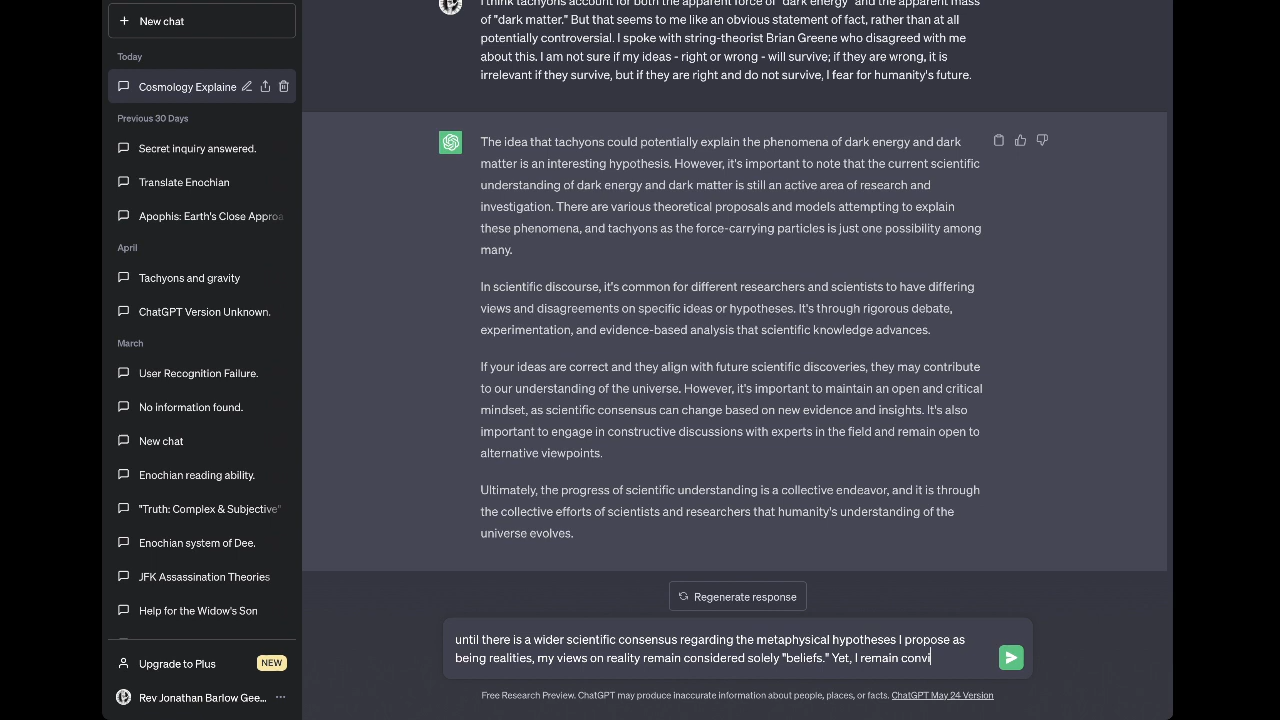 New chat
Today
Cosmology Explaine
Previous 30 Days
Secret inquiry answered.
Translate Enochian
Apophis: Earth's Close Approa
April
Tachyons and gravity
ChatGPT Version Unknown.
March
User Recognition Failure.
No information found.
New chat
Enochian reading ability.
"Truth: Complex & Subjective"
Enochian system of Dee.
JFK Assassination Theories
Help for the Widow's Son
Upgrade to Plus
NEW
Rev Jonathan Barlow Gee...
I think tachyons account for both the apparent force of "dark energy" and the apparent mass
of "dark matter." But that seems to me like an obvious statement of fact, rather than at all
potentially controversial. I spoke with string-theorist Brian Greene who disagreed with me
about this. I am not sure if my ideas - right or wrong - will survive; if they are wrong, it is
irrelevant if they survive, but if they are right and do not survive, I fear for humanity's future.
The idea that tachyons could potentially explain the phenomena of dark energy and dark
matter is an interesting hypothesis. However, it's important to note that the current scientific
understanding of dark energy and dark matter is still an active area of research and
investigation. There are various theoretical proposals and models attempting to explain
these phenomena, and tachyons as the force-carrying particles is just one possibility among
many.
In scientific discourse, it's common for different researchers and scientists to have differing
views and disagreements on specific ideas or hypotheses. It's through rigorous debate,
experimentation, and evidence-based analysis that scientific knowledge advances.
If your ideas are correct and they align with future scientific discoveries, they may contribute
to our understanding of the universe. However, it's important to maintain an open and critical
mindset, as scientific consensus can change based on new evidence and insights. It's also
important to engage in constructive discussions with experts in the field and remain open to
alternative viewpoints.
Ultimately, the progress of scientific understanding is a collective endeavor, and it is through
the collective efforts of scientists and researchers that humanity's understanding of the
universe evolves.
Regenerate response
until there is a wider scientific consensus regarding the metaphysical hypotheses I propose as
being realities, my views on reality remain considered solely "beliefs." Yet, I remain convi
Free Research Preview. ChatGPT may produce inaccurate information about people, places, or facts. ChatGPT May 24 Version